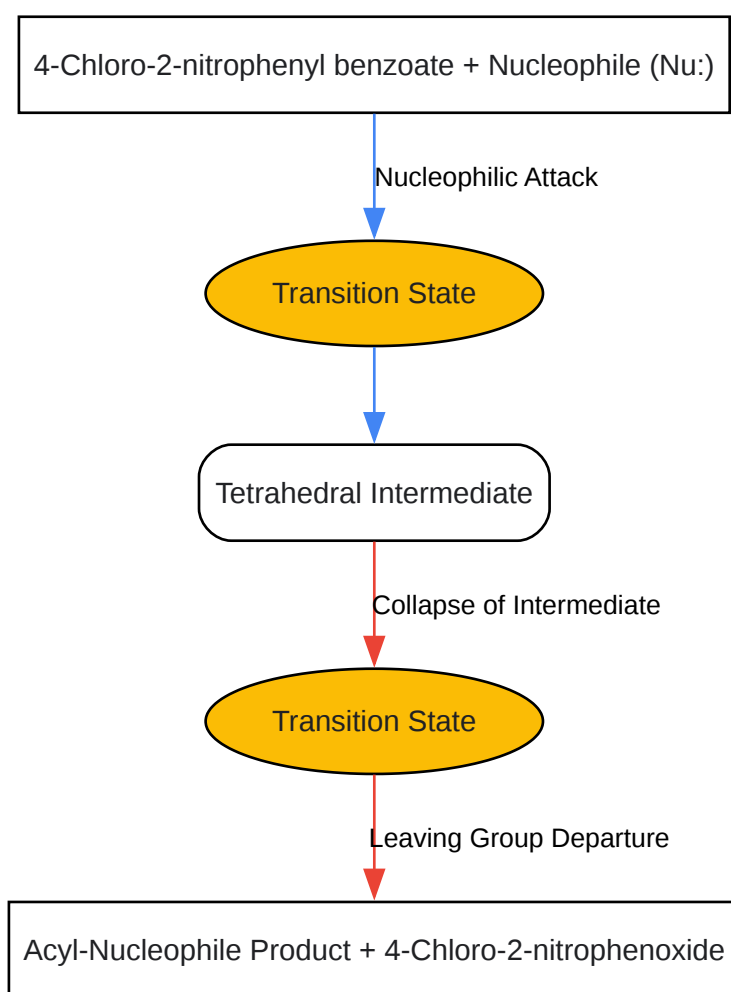 4-Chloro-2-nitrophenyl benzoate + Nucleophile (Nu:)
Nucleophilic Attack
Transition State
Tetrahedral Intermediate
Collapse of Intermediate
Transition State
Leaving Group Departure
Acyl-Nucleophile Product + 4-Chloro-2-nitrophenoxide